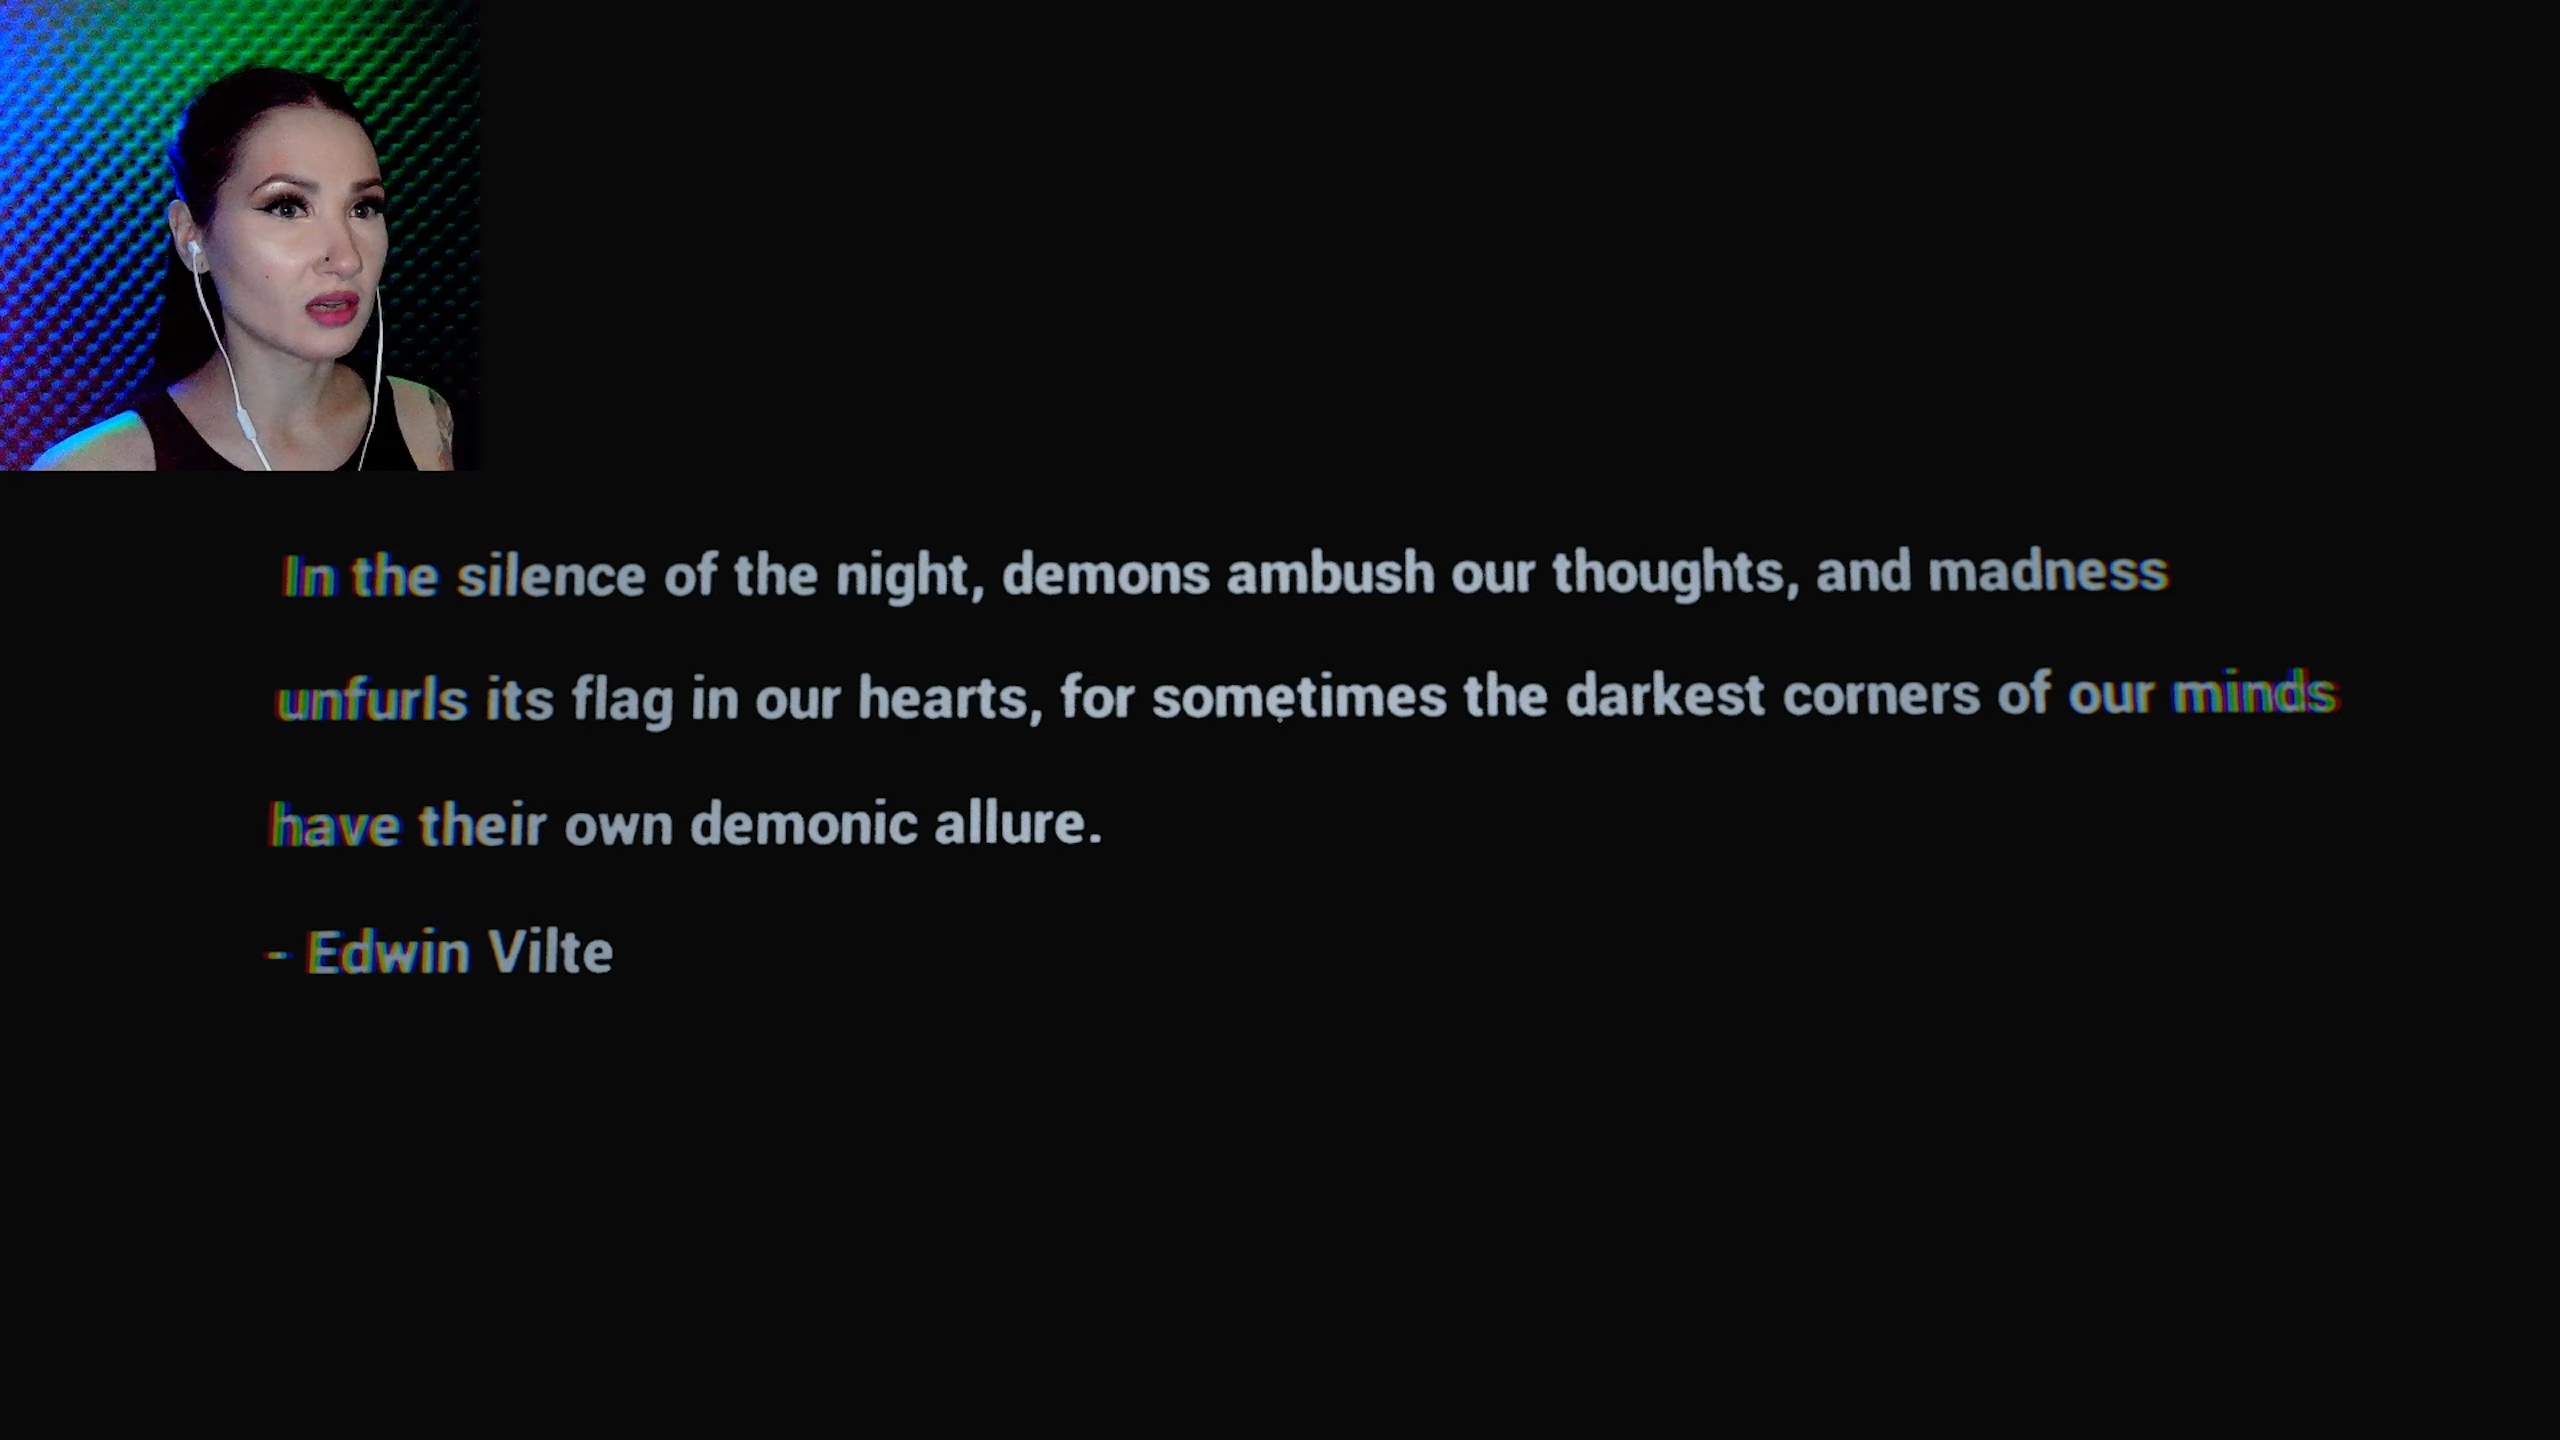 In the silence of the night, demons ambush our thoughts, and madness
unfurls its flag in our hearts, for sometimes the darkest corners of our minds
have their own demonic allure.
- Edwin Vilte